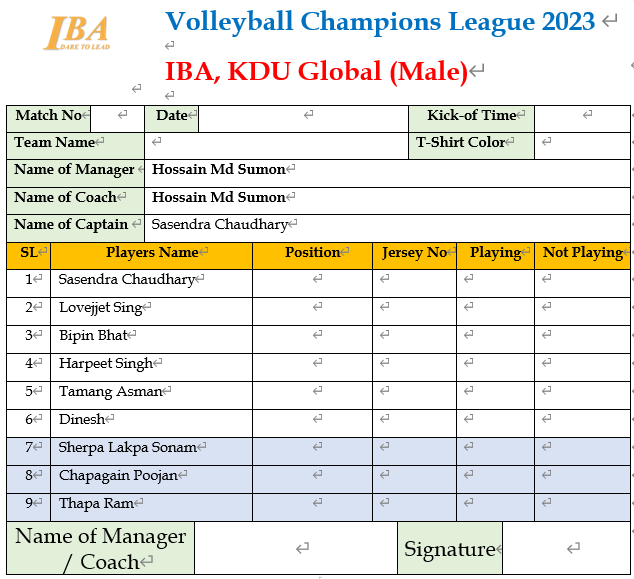 IBA
DARE TO LEAD
Volleyball Champions League 2023
IBA, KDU Global (Male)
Match No Date Kick-of Time
Team Name T-Shirt Color
Name of Manager Hossain Md Sumon
Name of Coach Hossain Md Sumon
Name of Captain Sasendra Chaudhary
SL Players Name Position Jersey No Playing Not Playing
1 Sasendra Chaudhary
2 Lovejjet Sing
3 Bipin Bhat
4 Harpeet Singh
5 Tamang Asman
6 Dinesh
7 Sherpa Lakpa Sonam
8 Chapagain Poojan
9 Thapa Ram
Name of Manager
/ Coach
Signature